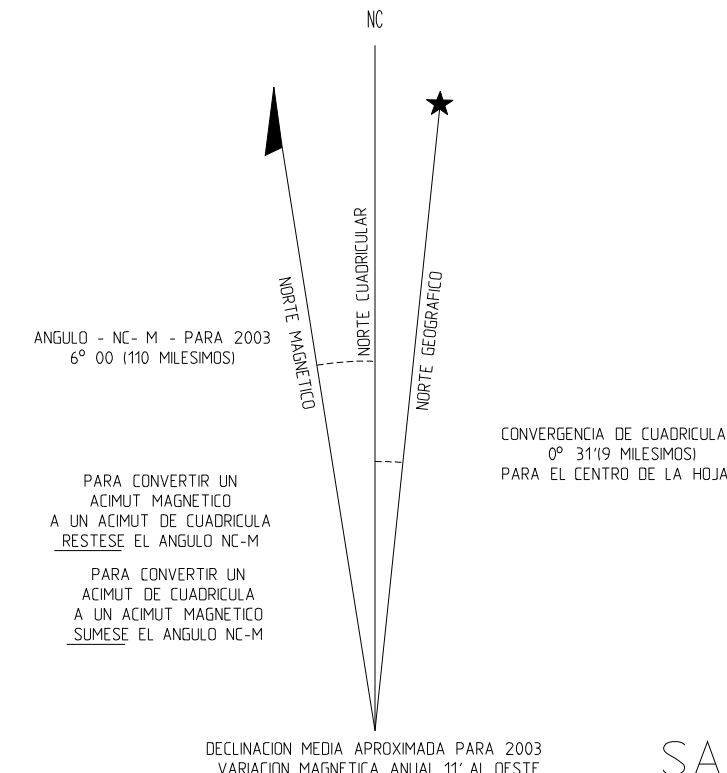 NC
NORTE MAGNETICO
NORTE CUADRICULAR
NORTE GEOGRAFICO
ANGULO - NC- M - PARA 2003
6° 00 (110 MILESIMOS)
CONVERGENCIA DE CUADRICULA
0° 31'(9 MILESIMOS)
PARA EL CENTRO DE LA HOJA
PARA CONVERTIR UN
ACIMUT MAGNETICO
A UN ACIMUT DE CUADRICULA
RESTESE EL ANGULO NC-M
PARA CONVERTIR UN
ACIMUT DE CUADRICULA
A UN ACIMUT MAGNETICO
SUMESE EL ANGULO NC-M
DECLINACION MEDIA APROXIMADA PARA 2003
VARIACION MAGNETICA ANUAL 11' AL OESTE
SA